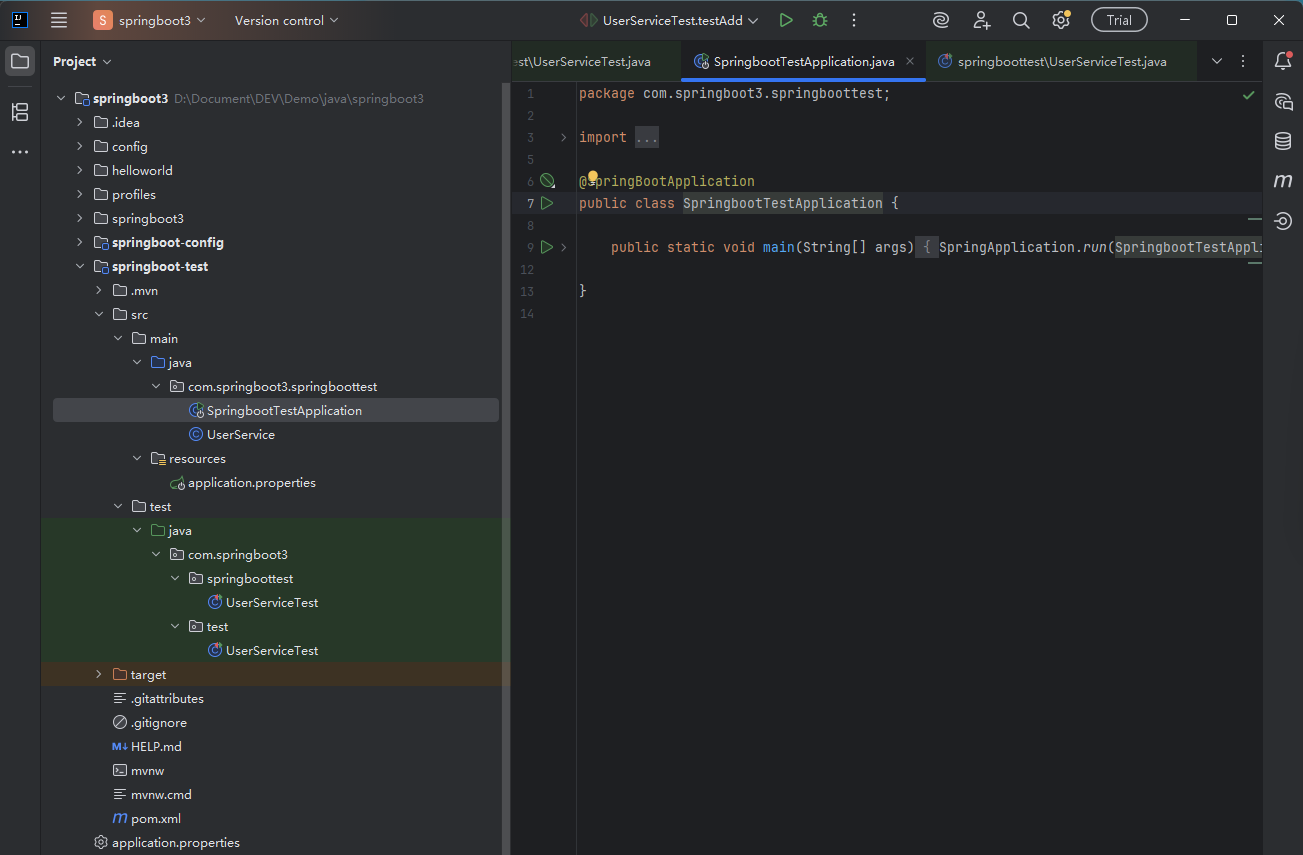 springboot3
Version control
UserServiceTest.testAdd
Trial
Project
springboot3 D:\Document\DEV\Demo\java\springboot3
.idea
config
helloworld
profiles
springboot3
springboot-config
springboot-test
.mvn
src
main
java
com.springboot3.springboottest
SpringbootTestApplication
UserService
resources
application.properties
test
java
com.springboot3
springboottest
UserServiceTest
test
UserServiceTest
target
.gitattributes
.gitignore
HELP.md
mvnw
mvnw.cmd
pom.xml
application.properties
est\UserServiceTest.java
SpringbootTestApplication.java
springboottest\UserServiceTest.java
1 package com.springboot3.springboottest;
2
3 import ...
5
6 @SpringBootApplication
7 public class SpringbootTestApplication {
8
9 public static void main(String[] args) { SpringApplication.run(SpringbootTestAppli
12
13 }
14